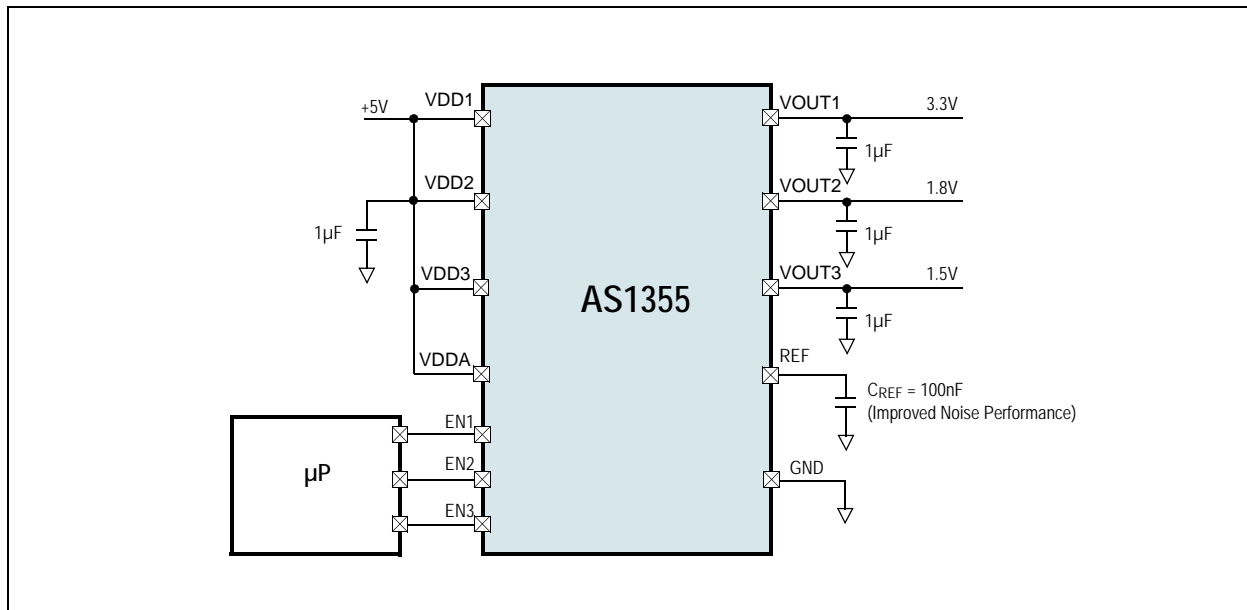 +5V
VDD1
VDD2
1µF
VDD3
VDDA
EN1
EN2
EN3
µP
AS1355
VOUT1
3.3V
1µF
VOUT2
1.8V
1µF
VOUT3
1.5V
1µF
REF
CREF = 100nF
(Improved Noise Performance)
GND